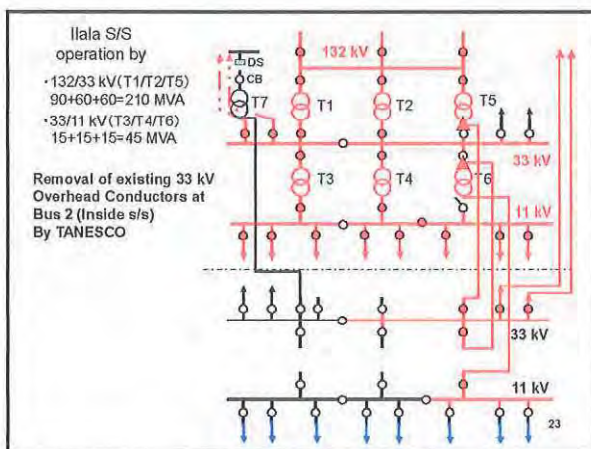 Ilala S/S
operation by
・132/33 kV(T1/T2/T5)
90+60+60=210 MVA
・33/11 kV(T3/T4/T6)
15+15+15=45 MVA
Removal of existing 33 kV
Overhead Conductors at
Bus 2 (Inside s/s)
By TANESCO
132 kV
DS
CB
T7
T1
T2
T5
33 kV
T3
T4
T6
11 kV
33 kV
11 kV
23